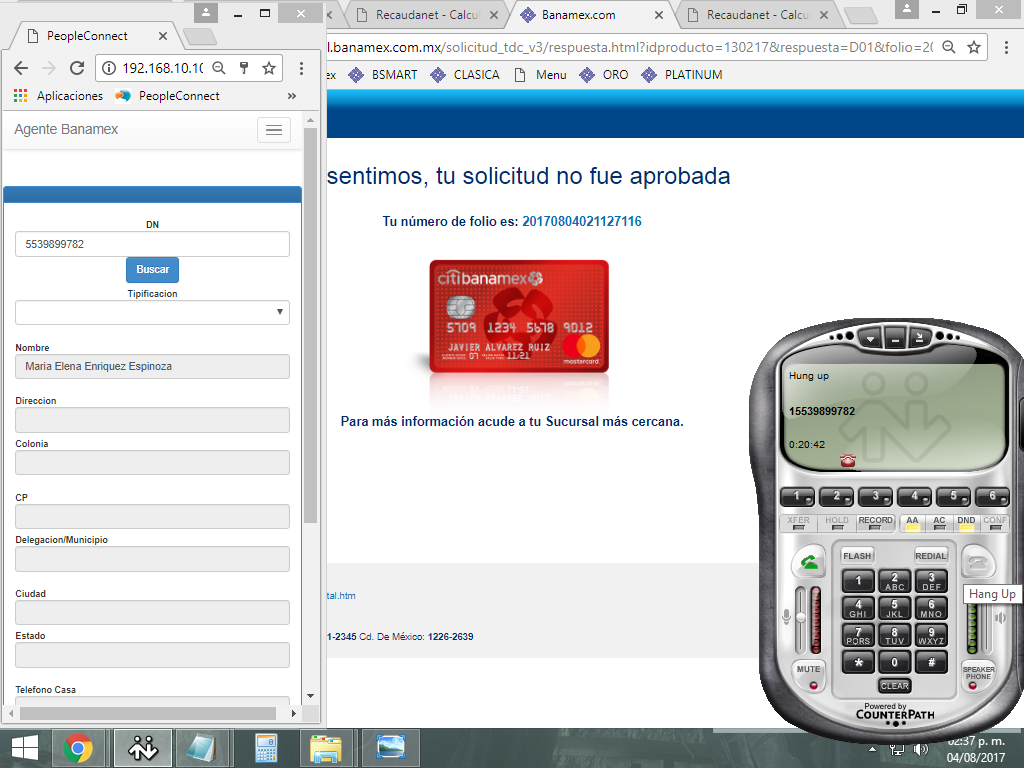 PeopleConnect
192.168.10.10
Aplicaciones
PeopleConnect
»
Agente Banamex
DN
5539899782
Buscar
Tipificacion
Nombre
Maria Elena Enriquez Espinoza
Direccion
Colonia
CP
Delegacion/Municipio
Ciudad
Estado
Telefono Casa
Recaudanet - Calcu
Banamex.com
Recaudanet - Calcu
l.banamex.com.mx/solicitud_tdc_v3/respuesta.html?idproducto=130217&respuesta=D01&folio=20
ex
BSMART
CLASICA
Menu
ORO
PLATINUM
sentimos, tu solicitud no fue aprobada
Tu número de folio es: 20170804021127116
citibanamex
5709 1234 5678 9012
07
11/21
JAVIER ALVAREZ RUIZ
mastercard
Para más información acude a tu Sucursal más cercana.
tal.htm
1-2345 Cd. De México: 1226-2639
Hung up
15539899782
0:20:42
1 2 3 4 5 6
XFER HOLD RECORD AA AC DND CONF
FLASH REDIAL
Hang Up
1 2 ABC 3 DEF
4 GHI 5 JKL 6 MNO
7 PQRS 8 TUV 9 WXYZ
* 0 #
MUTE
SPEAKER PHONE
CLEAR
Powered by
COUNTERPATH
02:37 p. m.
04/08/2017